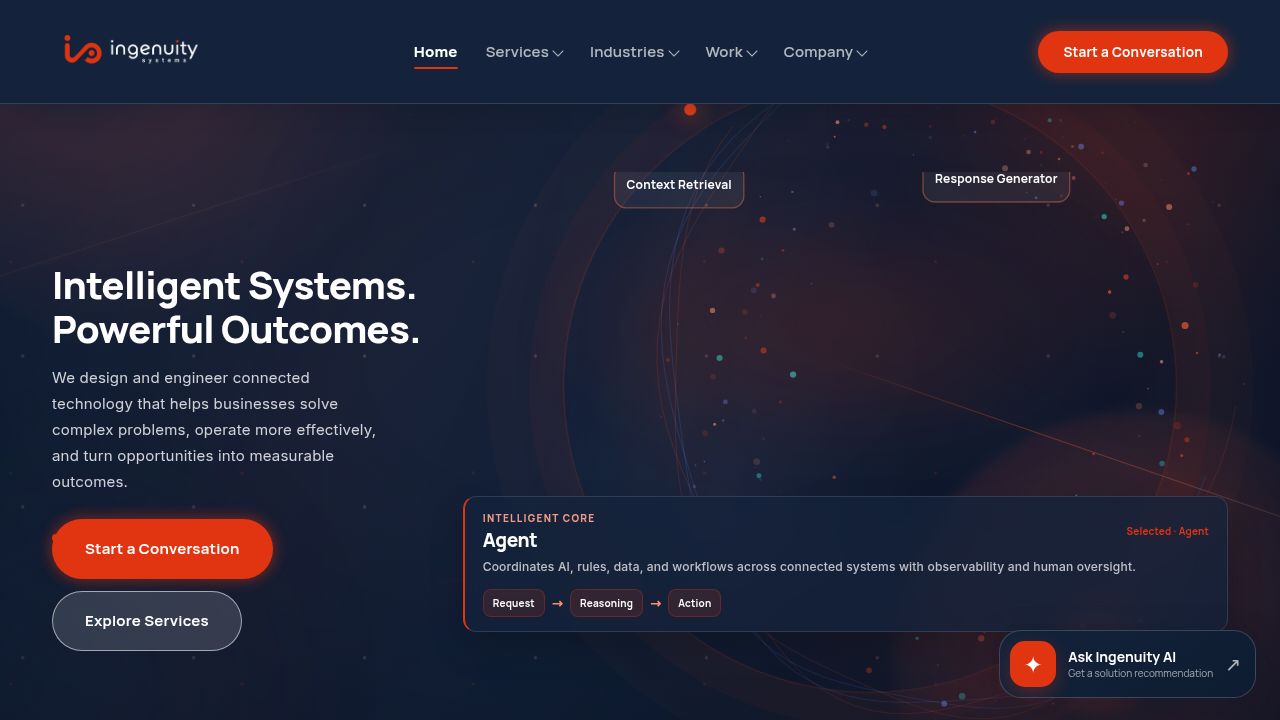 ingenuity
systems
Home
Services
Industries
Work
Company
Start a Conversation
Context Retrieval
Response Generator
Intelligent Systems.
Powerful Outcomes.
We design and engineer connected
technology that helps businesses solve
complex problems, operate more effectively,
and turn opportunities into measurable
outcomes.
Start a Conversation
Explore Services
INTELLIGENT CORE
Agent
Selected · Agent
Coordinates AI, rules, data, and workflows across connected systems with observability and human oversight.
Request → Reasoning → Action
Ask Ingenuity AI
Get a solution recommendation